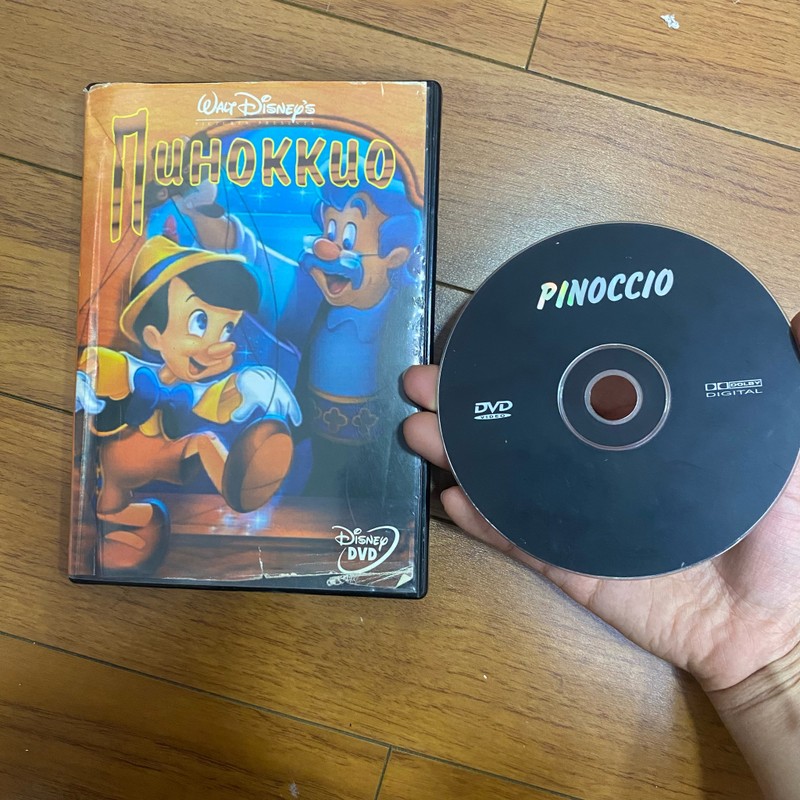 WALT DISNEY'S
Пиноккио
DISNEY
DVD
PINOCCIO
DVD
VIDEO
DOLBY
DIGITAL